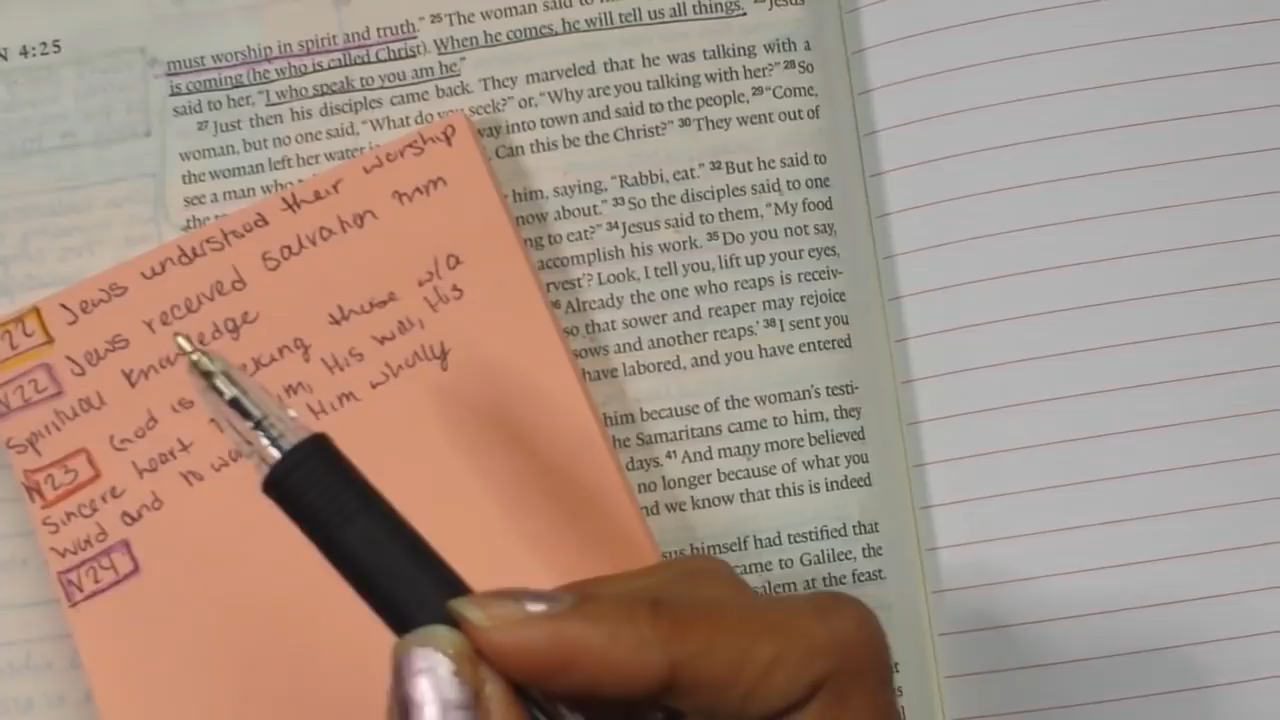 N 4:25
must worship in spirit and truth." 25 The woman said to
is coming (he who is called Christ). When he comes, he will tell us all things." Jesus
said to her, "I who speak to you am he."
27 Just then his disciples came back. They marveled that he was talking with a
woman, but no one said, "What do you seek?" or, "Why are you talking with her?" 28 So
the woman left her water way into town and said to the people, 29 "Come,
see a man who Can this be the Christ?" 30 They went out of
the
him, saying, "Rabbi, eat." 32 But he said to
now about." 33 So the disciples said to one
ng to eat?" 34 Jesus said to them, "My food
accomplish his work. 35 Do you not say,
rvest'? Look, I tell you, lift up your eyes,
36 Already the one who reaps is receiv-
so that sower and reaper may rejoice
sows and another reaps.' 38 I sent you
have labored, and you have entered
him because of the woman's testi-
he Samaritans came to him, they
days. 41 And many more believed
no longer because of what you
nd we know that this is indeed
sus himself had testified that
came to Galilee, the
salem at the feast.
22 Jews understood their worship
V22 Jews received salvation from
Spiritual knowledge
V23 God is eking those w/a
sincere heart im, His way, His
word and to Him wholly
V24